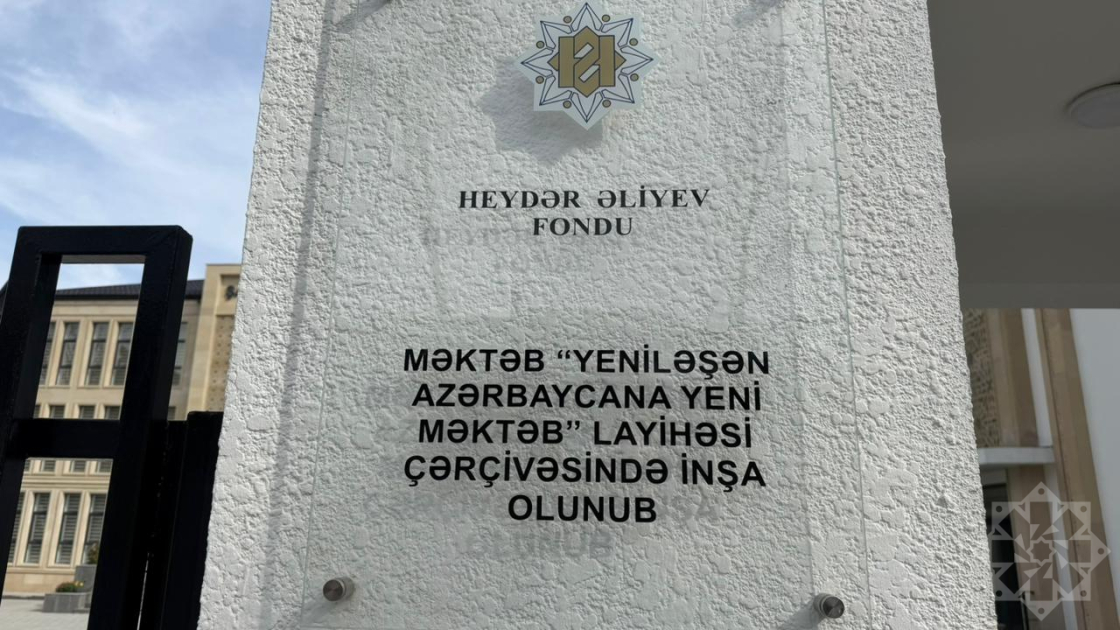 HEYDƏR ƏLİYEV
FONDU
MƏKTƏB “YENİLƏŞƏN
AZƏRBAYCANA YENİ
MƏKTƏB” LAYİHƏSİ
ÇƏRÇİVƏSİNDƏ İNŞA
OLUNUB